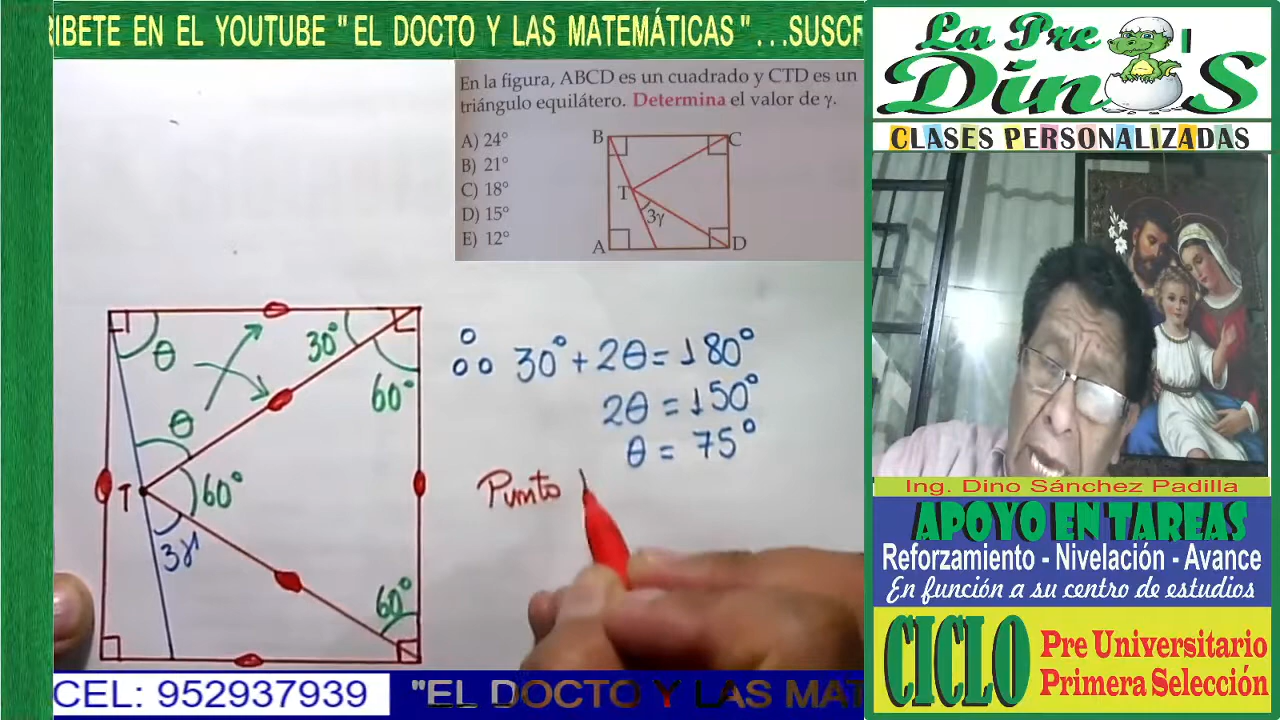 RIBETE EN EL YOUTUBE " EL DOCTO Y LAS MATEMÁTICAS " . . .SUSCR
En la figura, ABCD es un cuadrado y CTD es un
triángulo equilátero. Determina el valor de γ.
A) 24°
B) 21°
C) 18°
D) 15°
E) 12°
B
C
T
3γ
A
D
θ
30°
60°
θ
T
60°
3γ
60°
∴ 30° + 2θ = 180°
2θ = 150°
θ = 75°
Punto
La Pre
Dino's
CLASES PERSONALIZADAS
Ing. Dino Sánchez Padilla
APOYO EN TAREAS
Reforzamiento - Nivelación - Avance
En función a su centro de estudios
CICLO
Pre Universitario
Primera Selección
CEL: 952937939
"EL DOCTO Y LAS MAT